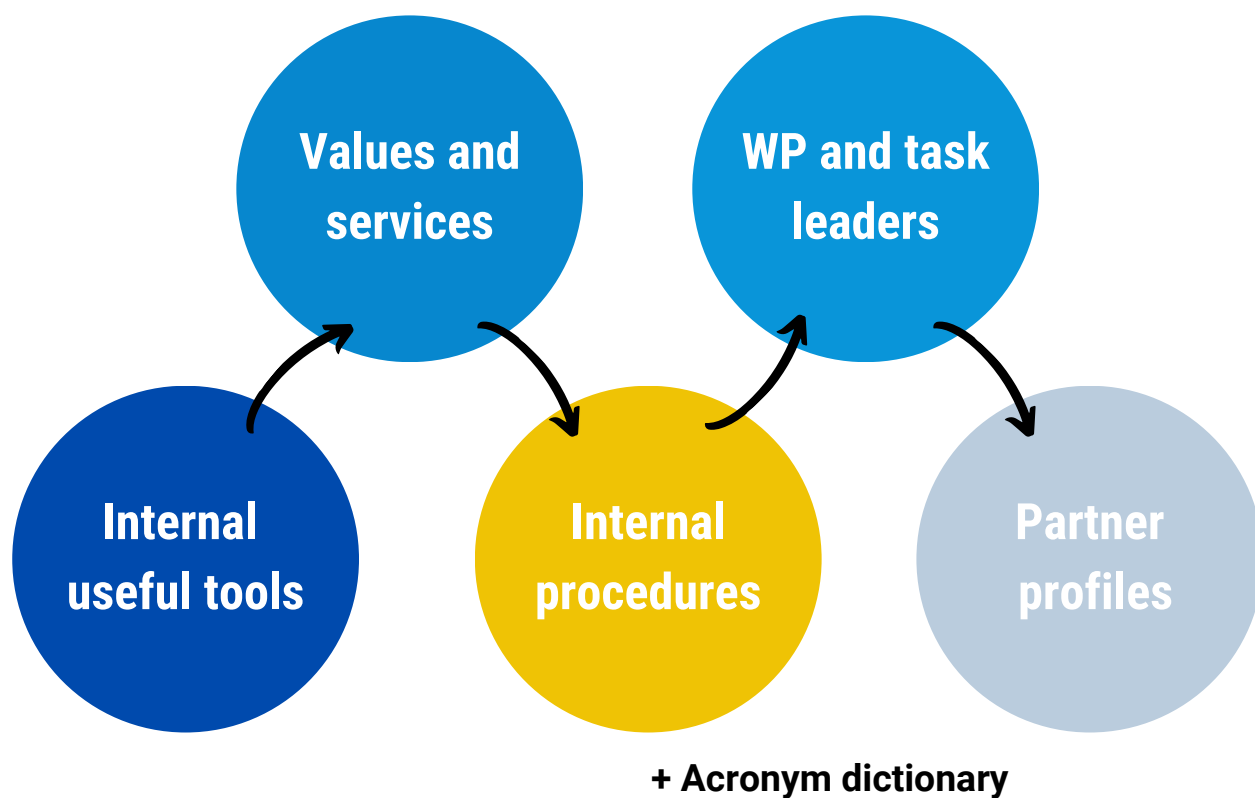 Values and
services
WP and task
leaders
Internal
useful tools
Internal
procedures
Partner
profiles
+ Acronym dictionary